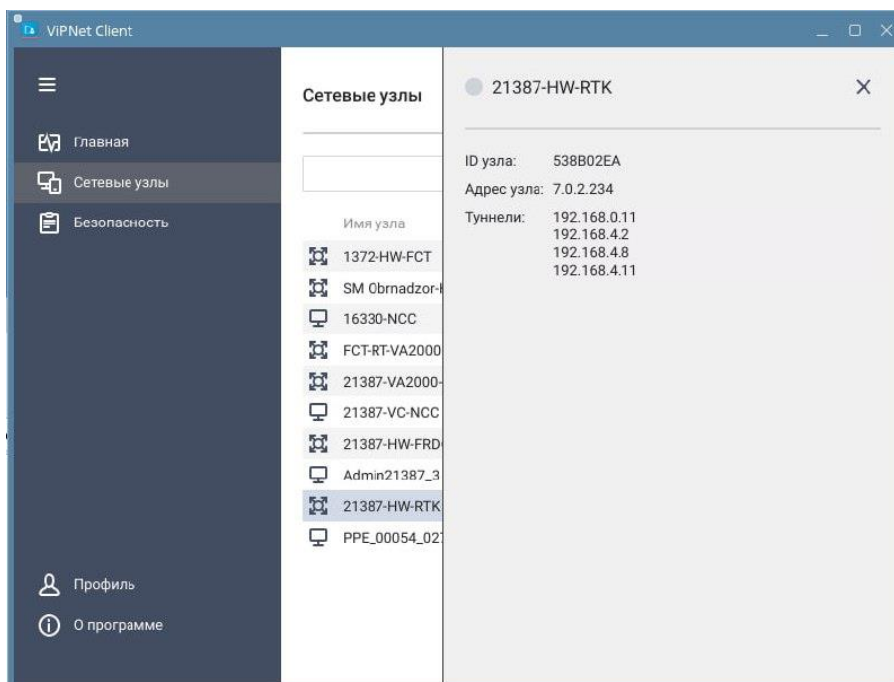 ViPNet Client
Главная
Сетевые узлы
Безопасность
Профиль
О программе
Сетевые узлы
Имя узла
1372-HW-FCT
SM Obrnadzor-
16330-NCC
FCT-RT-VA2000
21387-VA2000-
21387-VC-NCC
21387-HW-FRD
Admin21387_3
21387-HW-RTK
PPE_00054_027
21387-HW-RTK
ID узла: 538B02EA
Адрес узла: 7.0.2.234
Туннели: 192.168.0.11
192.168.4.2
192.168.4.8
192.168.4.11